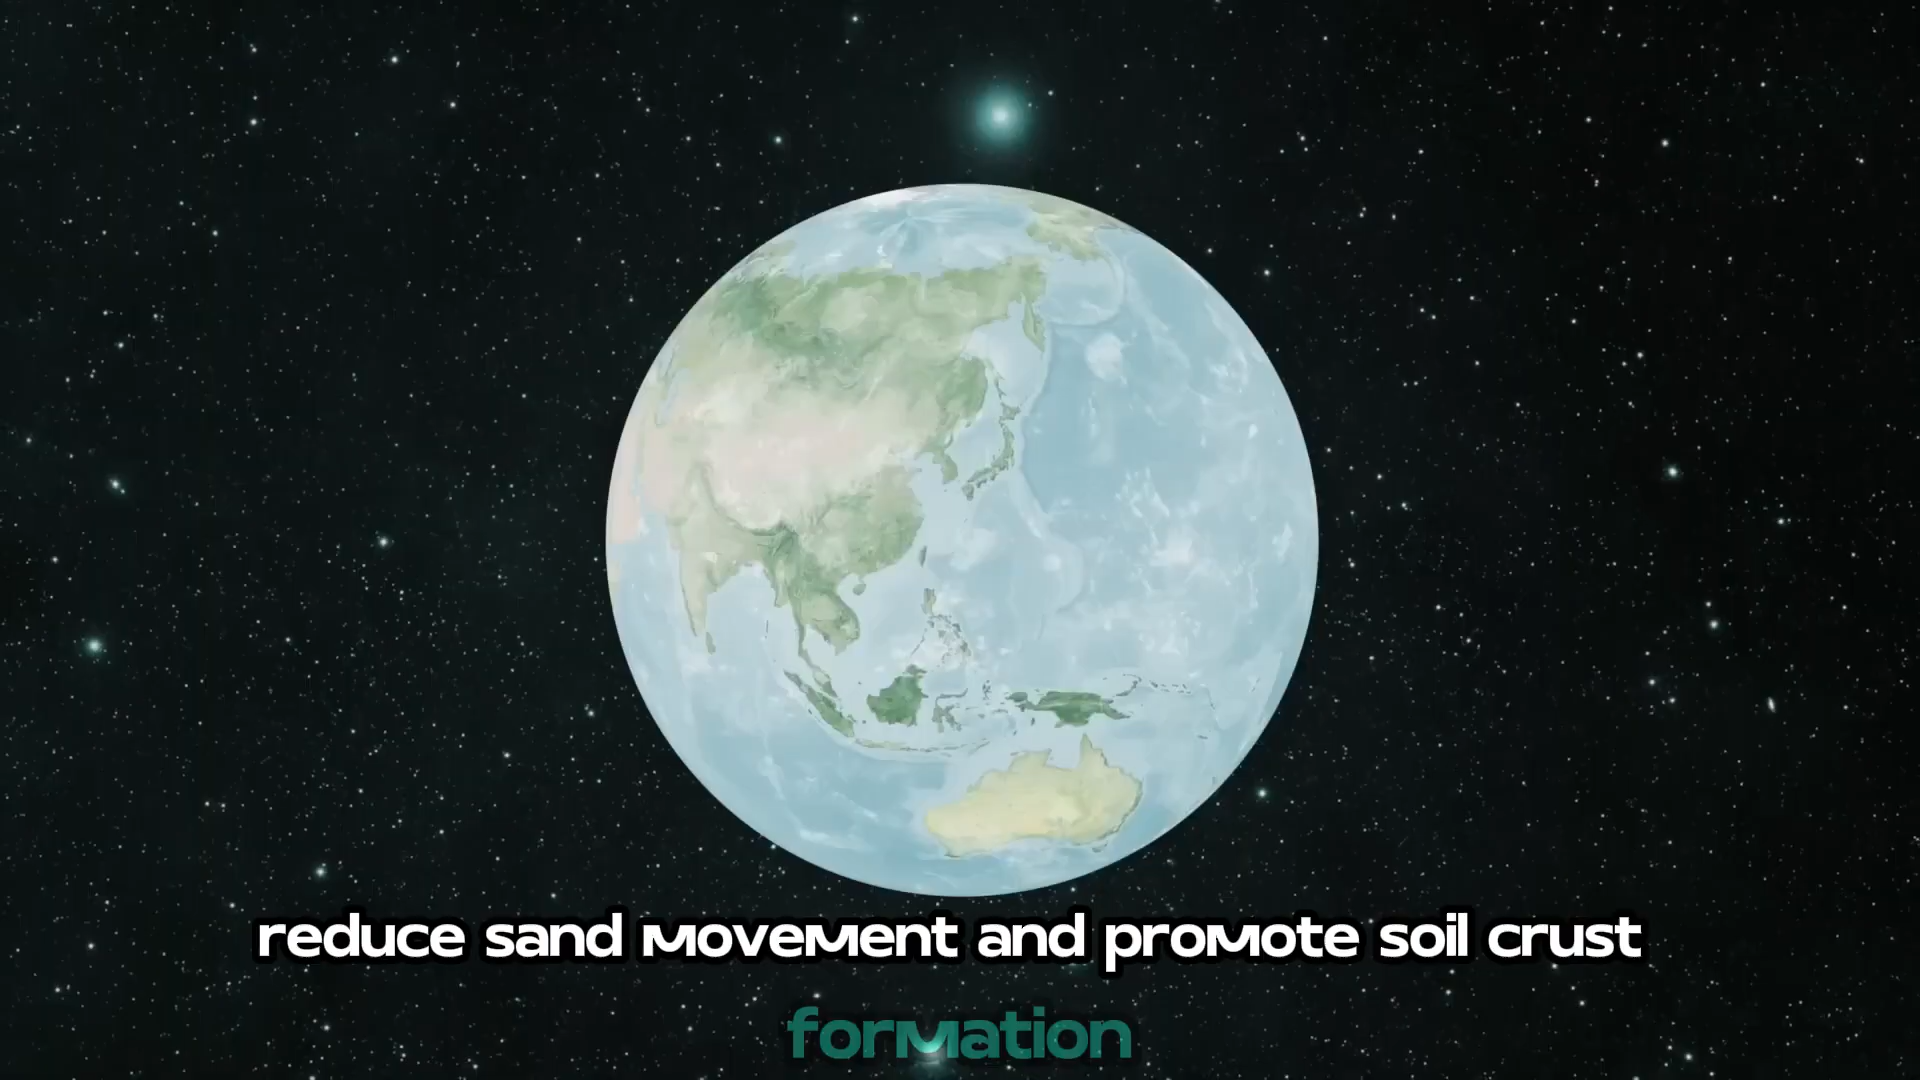 reduce sand movement and promote soil crust
formation